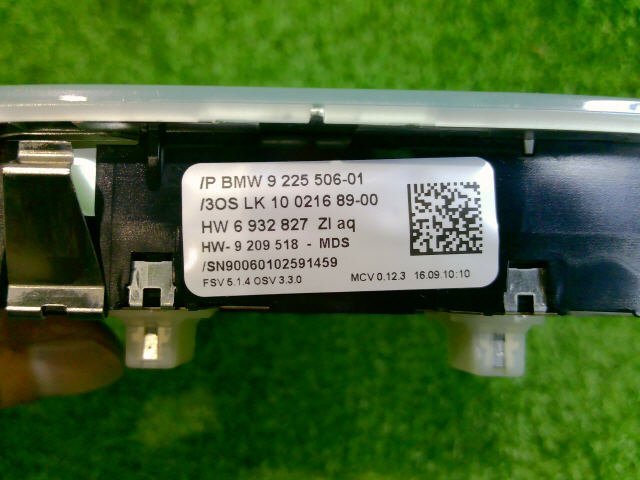 /P BMW 9 225 506-01
/3OS LK 10 0216 89-00
HW 6 932 827 ZI aq
HW- 9 209 518 - MDS
/SN90060102591459
FSV 5.1.4 OSV 3.3.0 MCV 0.12.3 16.09.10:10